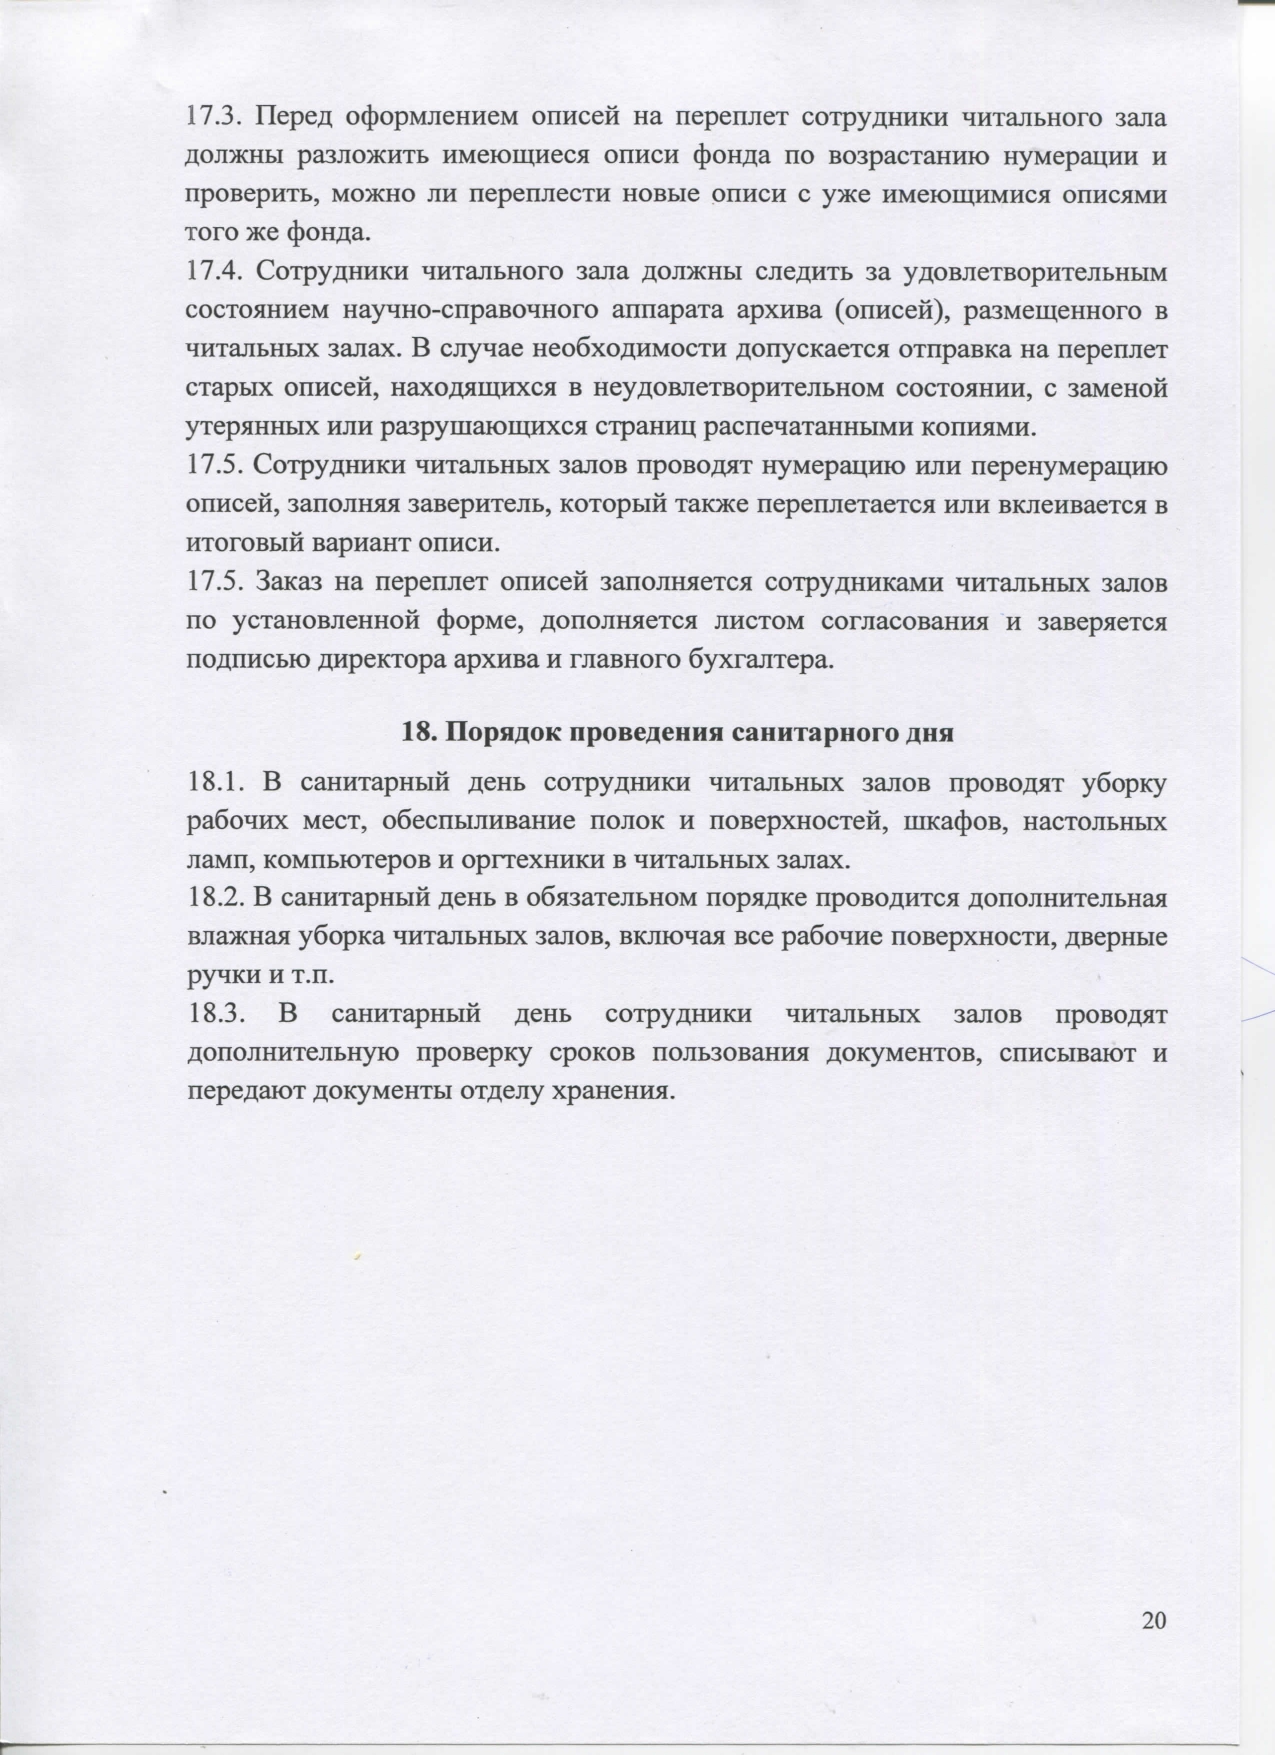 17.3. Перед оформлением описей на переплет сотрудники читального зала
должны разложить имеющиеся описи фонда по возрастанию нумерации и
проверить, можно ли переплести новые описи с уже имеющимися описями
того же фонда.
17.4. Сотрудники читального зала должны следить за удовлетворительным
состоянием научно-справочного аппарата архива (описей), размещенного в
читальных залах. В случае необходимости допускается отправка на переплет
старых описей, находящихся в неудовлетворительном состоянии, с заменой
утерянных или разрушающихся страниц распечатанными копиями.
17.5. Сотрудники читальных залов проводят нумерацию или перенумерацию
описей, заполняя заверитель, который также переплетается или вклеивается в
итоговый вариант описи.
17.5. Заказ на переплет описей заполняется сотрудниками читальных залов
по установленной форме, дополняется листом согласования и заверяется
подписью директора архива и главного бухгалтера.
18. Порядок проведения санитарного дня
18.1. В санитарный день сотрудники читальных залов проводят уборку
рабочих мест, обеспыливание полок и поверхностей, шкафов, настольных
ламп, компьютеров и оргтехники в читальных залах.
18.2. В санитарный день в обязательном порядке проводится дополнительная
влажная уборка читальных залов, включая все рабочие поверхности, дверные
ручки и т.п.
18.3. В санитарный день сотрудники читальных залов проводят
дополнительную проверку сроков пользования документов, списывают и
передают документы отделу хранения.
20